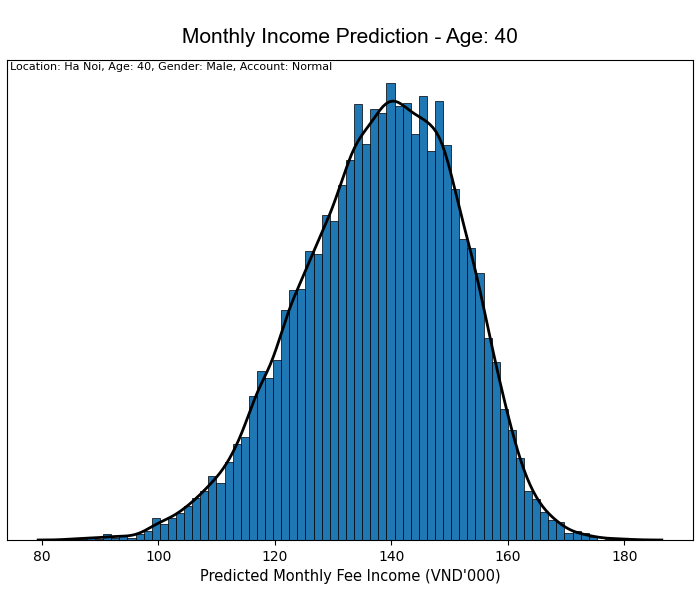 Monthly Income Prediction - Age: 40
Location: Ha Noi, Age: 40, Gender: Male, Account: Normal
80 100 120 140 160 180
Predicted Monthly Fee Income (VND'000)